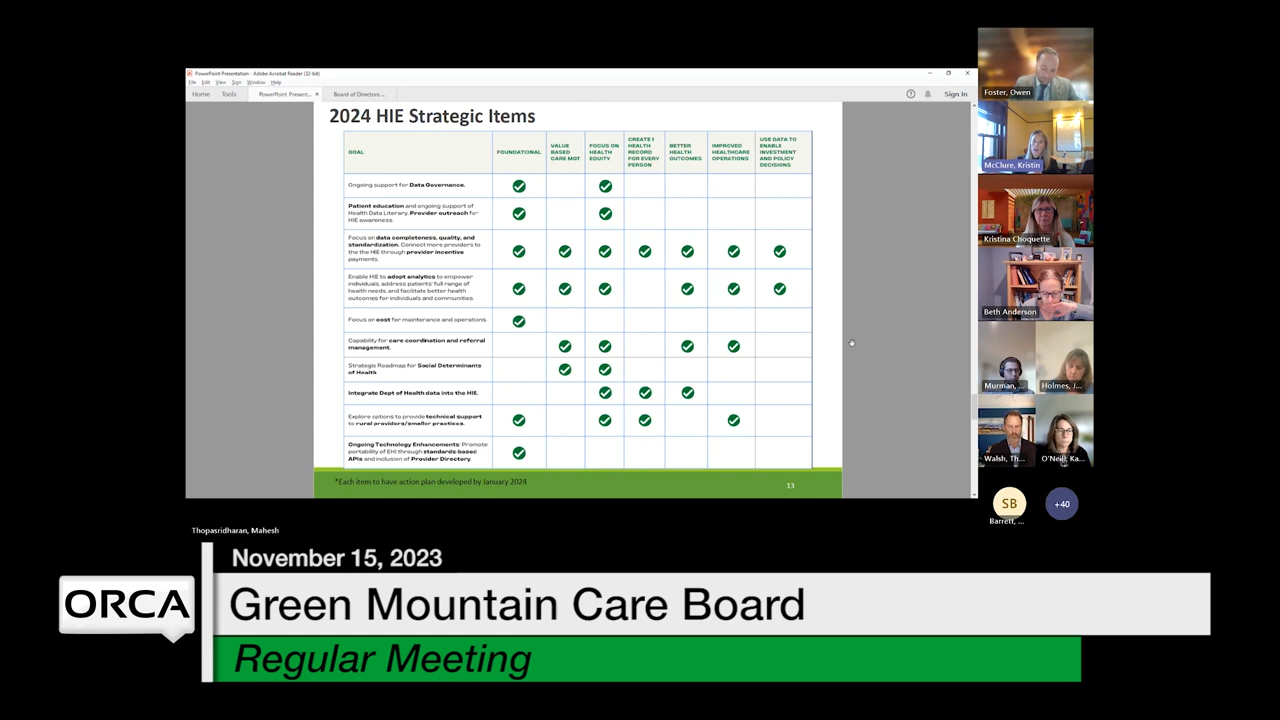 PowerPoint Presentation - Adobe Acrobat Reader (32-bit)
File Edit View Sign Window Help
Home Tools PowerPoint Present... × Board of Directors ... Sign In
2024 HIE Strategic Items
GOAL
FOUNDATIONAL
VALUE
BASED
CARE MGT
FOCUS ON
HEALTH
EQUITY
CREATE 1
HEALTH
RECORD
FOR EVERY
PERSON
BETTER
HEALTH
OUTCOMES
IMPROVED
HEALTHCARE
OPERATIONS
USE DATA TO
ENABLE
INVESTMENT
AND POLICY
DECISIONS
Ongoing support for Data Governance.
Patient education and ongoing support of
Health Data Literary. Provider outreach for
HIE awareness.
Focus on data completeness, quality, and
standardization. Connect more providers to
the the HIE through provider incentive
payments.
Enable HIE to adopt analytics to empower
individuals, address patients' full range of
health needs, and facilitate better health
outcomes for individuals and communities.
Focus on cost for maintenance and operations.
Capability for care coordination and referral
management.
Strategic Roadmap for Social Determinants
of Health
Integrate Dept of Health data into the HIE.
Explore options to provide technical support
to rural providers/smaller practices.
Ongoing Technology Enhancements: Promote
portability of EHI through standards-based
APIs and inclusion of Provider Directory.
*Each item to have action plan developed by January 2024
13
Foster, Owen
McClure, Kristin
Kristina Choquette
Beth Anderson
Murman, ...
Holmes, J...
Walsh, Th...
O'Neill, Ka...
SB
+40
Barrett, ...
Thopasridharan, Mahesh
November 15, 2023
ORCA
Green Mountain Care Board
Regular Meeting